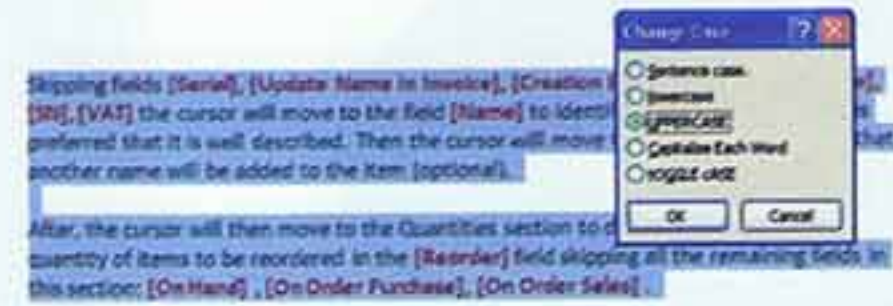 Change Case
Sentence case.
lowercase
UPPERCASE
Capitalize Each Word
tOGGLE cASE
OK Cancel
Skipping fields [Serial], [Update Name in Invoice], [Creation
[SN], [VAT] the cursor will move to the field [Name] to identi
preferred that it is well described. Then the cursor will move
another name will be added to the item (optional).
After, the cursor will then move to the Quantities section to d
quantity of items to be reordered in the [Reorder] field skipping all the remaining fields in
this section: [On Hand] , [On Order Purchase], [On Order Sales] .